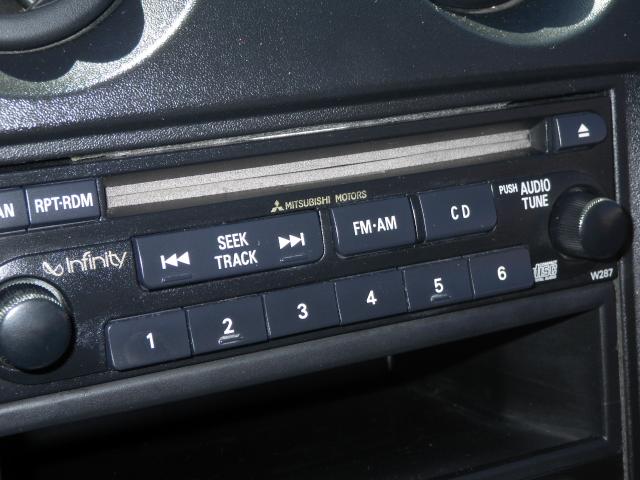 AN
RPT-RDM
MITSUBISHI MOTORS
Infinity
SEEK
TRACK
FM·AM
CD
PUSH AUDIO
TUNE
1
2
3
4
5
6
W287